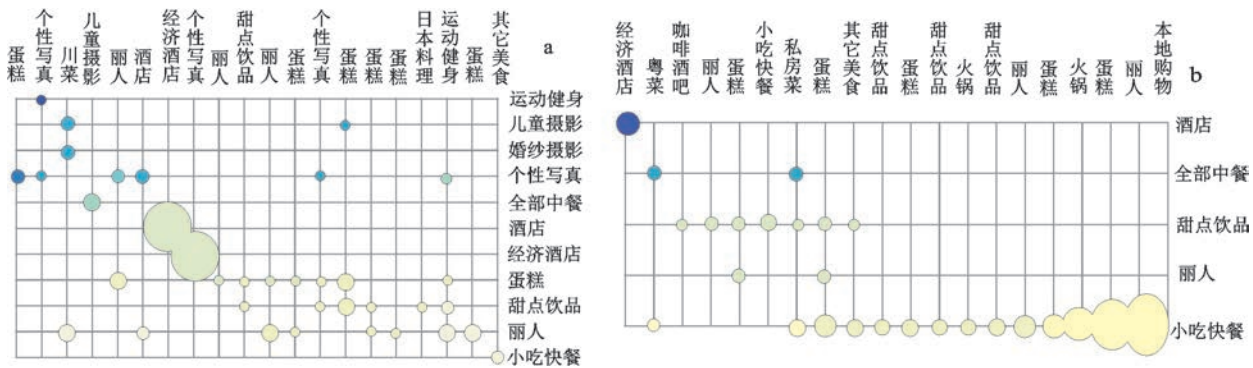 蛋糕
个性写真
川菜
儿童摄影
丽人
酒店
经济酒店
个性写真
丽人
甜点饮品
丽人
蛋糕
个性写真
蛋糕
蛋糕
蛋糕
日本料理
运动健身
蛋糕
其它美食
a
运动健身
儿童摄影
婚纱摄影
个性写真
全部中餐
酒店
经济酒店
蛋糕
甜点饮品
丽人
小吃快餐
经济酒店
粤菜
咖啡酒吧
丽人
蛋糕
小吃快餐
私房菜
蛋糕
其它美食
甜点饮品
蛋糕
甜点饮品
火锅
甜点饮品
丽人
蛋糕
火锅
蛋糕
丽人
本地购物
b
酒店
全部中餐
甜点饮品
丽人
小吃快餐